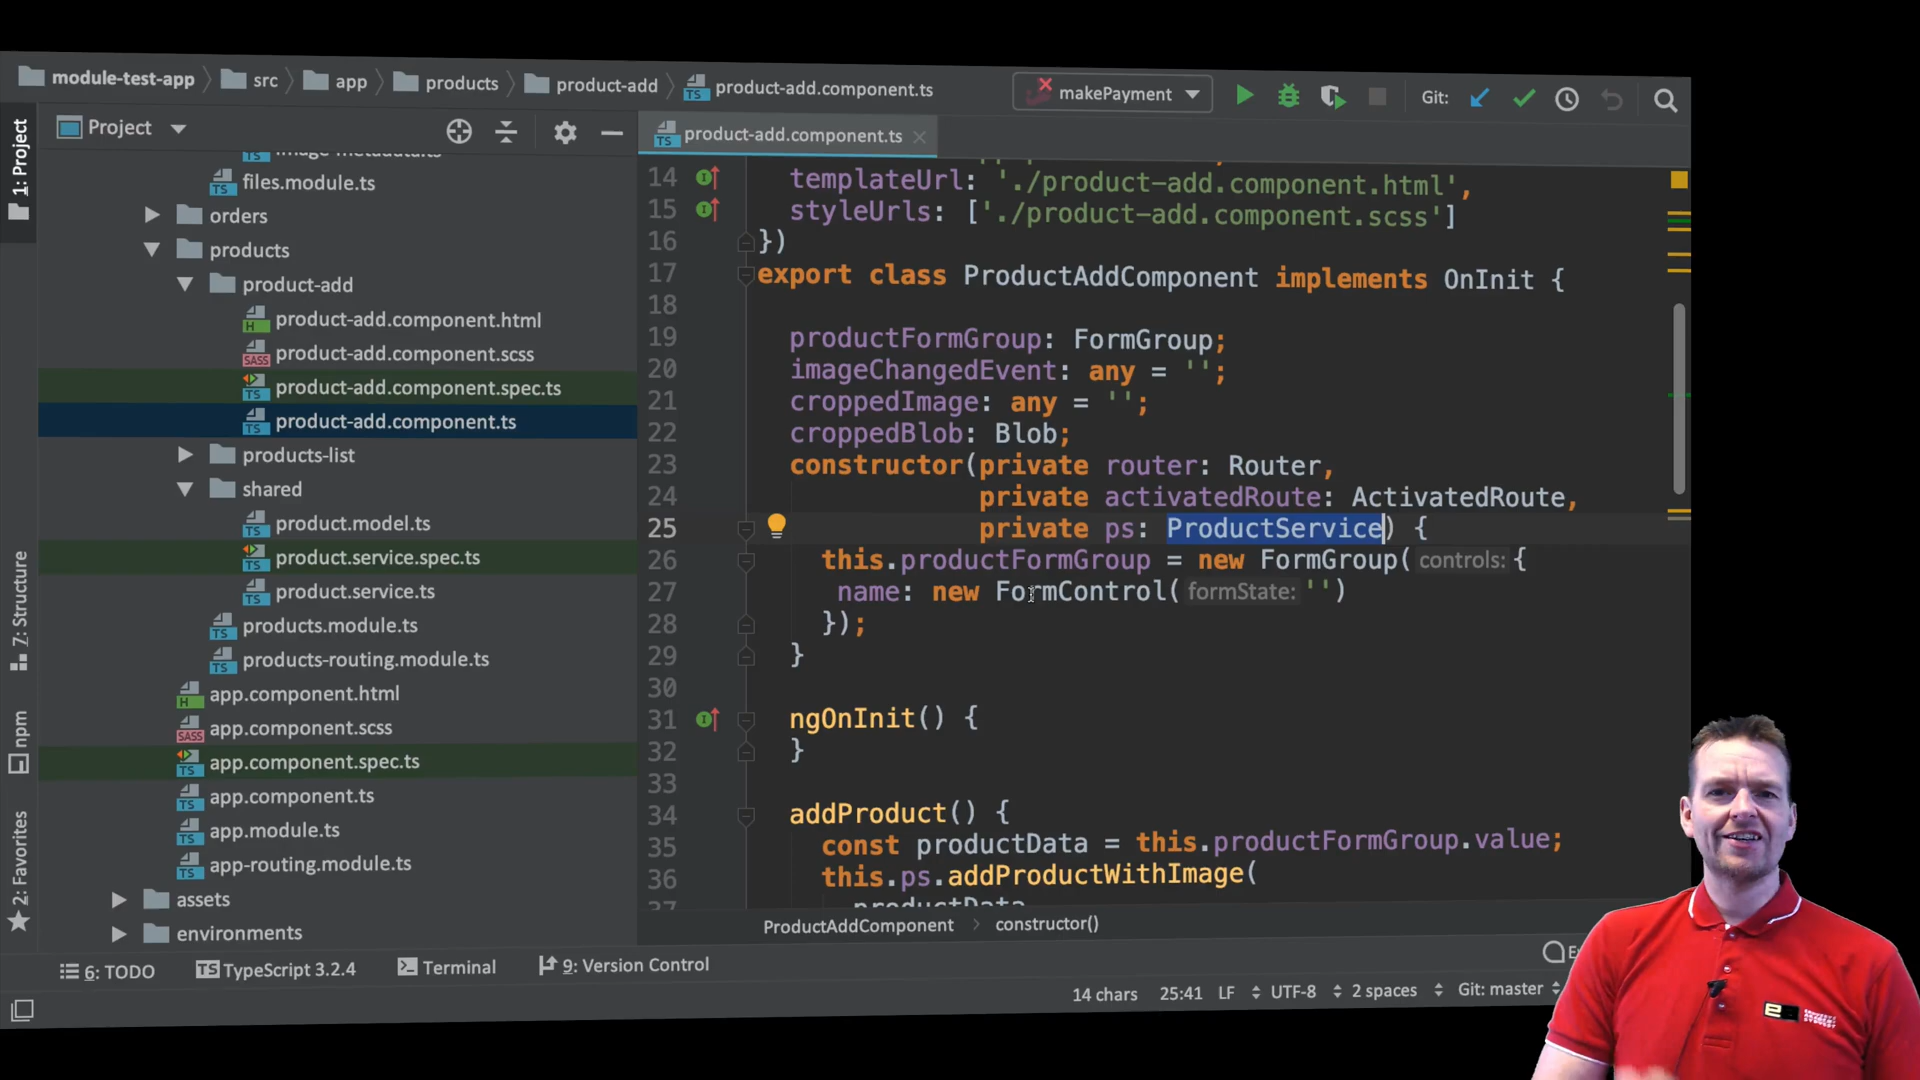 module-test-app
src
app
products
product-add
product-add.component.ts
makePayment
Git:
1: Project
7: Structure
npm
2: Favorites
Project
files.module.ts
orders
products
product-add
product-add.component.html
product-add.component.scss
product-add.component.spec.ts
product-add.component.ts
products-list
shared
product.model.ts
product.service.spec.ts
product.service.ts
products.module.ts
products-routing.module.ts
app.component.html
app.component.scss
app.component.spec.ts
app.component.ts
app.module.ts
app-routing.module.ts
assets
environments
product-add.component.ts
14 templateUrl: './product-add.component.html',
15 styleUrls: ['./product-add.component.scss']
16 })
17 export class ProductAddComponent implements OnInit {
18
19 productFormGroup: FormGroup;
20 imageChangedEvent: any = '';
21 croppedImage: any = '';
22 croppedBlob: Blob;
23 constructor(private router: Router,
24 private activatedRoute: ActivatedRoute,
25 private ps: ProductService) {
26 this.productFormGroup = new FormGroup( controls: {
27 name: new FormControl( formState: '')
28 });
29 }
30
31 ngOnInit() {
32 }
33
34 addProduct() {
35 const productData = this.productFormGroup.value;
36 this.ps.addProductWithImage(
37 productData
ProductAddComponent > constructor()
6: TODO
TypeScript 3.2.4
Terminal
9: Version Control
14 chars 25:41 LF UTF-8 2 spaces Git: master